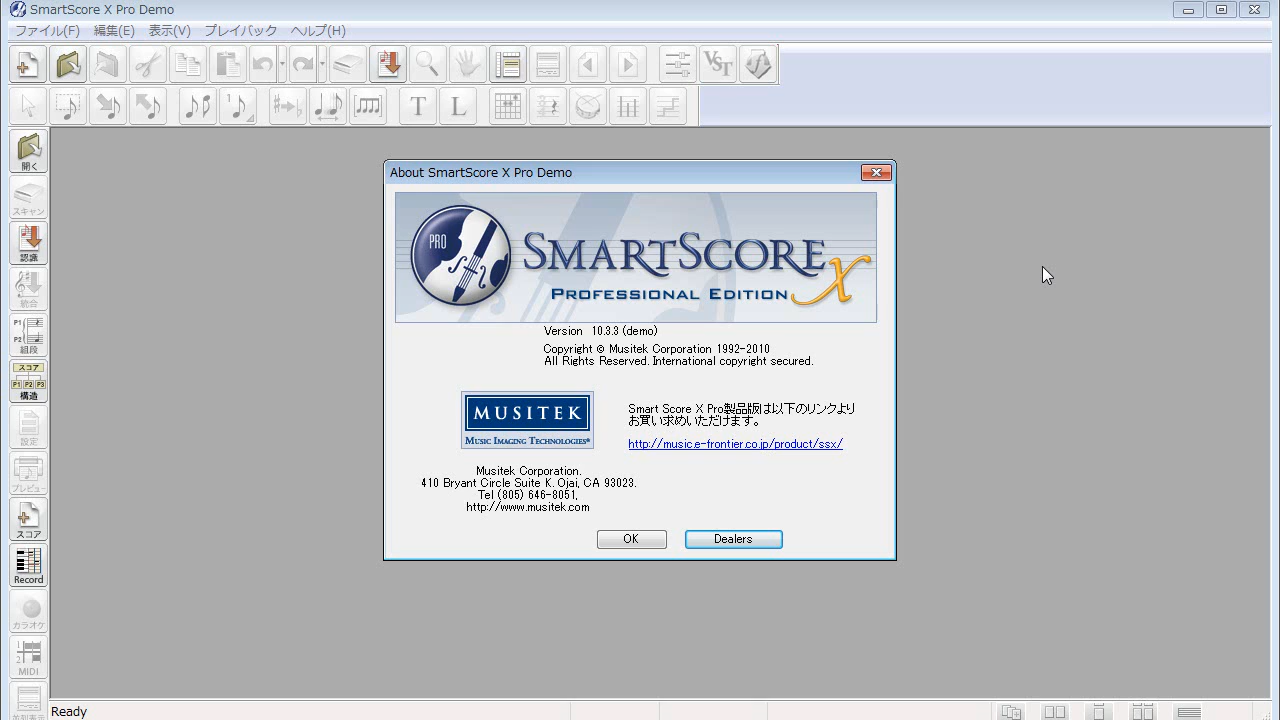 SmartScore X Pro Demo
ファイル(F) 編集(E) 表示(V) プレイバック ヘルプ(H)
VST
T L
開く
スキャン
認識
統合
P1
P2
組段
スコア
P1 P2 P3
構造
設定
プレビュー
スコア
Record
カラオケ
MIDI
About SmartScore X Pro Demo
PRO
SMARTSCORE X
PROFESSIONAL EDITION
Version 10.3.3 (demo)
Copyright © Musitek Corporation 1992-2010
All Rights Reserved. International copyright secured.
MUSITEK
MUSIC IMAGING TECHNOLOGIES®
Smart Score X Pro製品版は以下のリンクより
お買い求めいただけます。
http://music.e-frontier.co.jp/product/ssx/
Musitek Corporation.
410 Bryant Circle Suite K, Ojai, CA 93023.
Tel (805) 646-8051,
http://www.musitek.com
OK Dealers
Ready